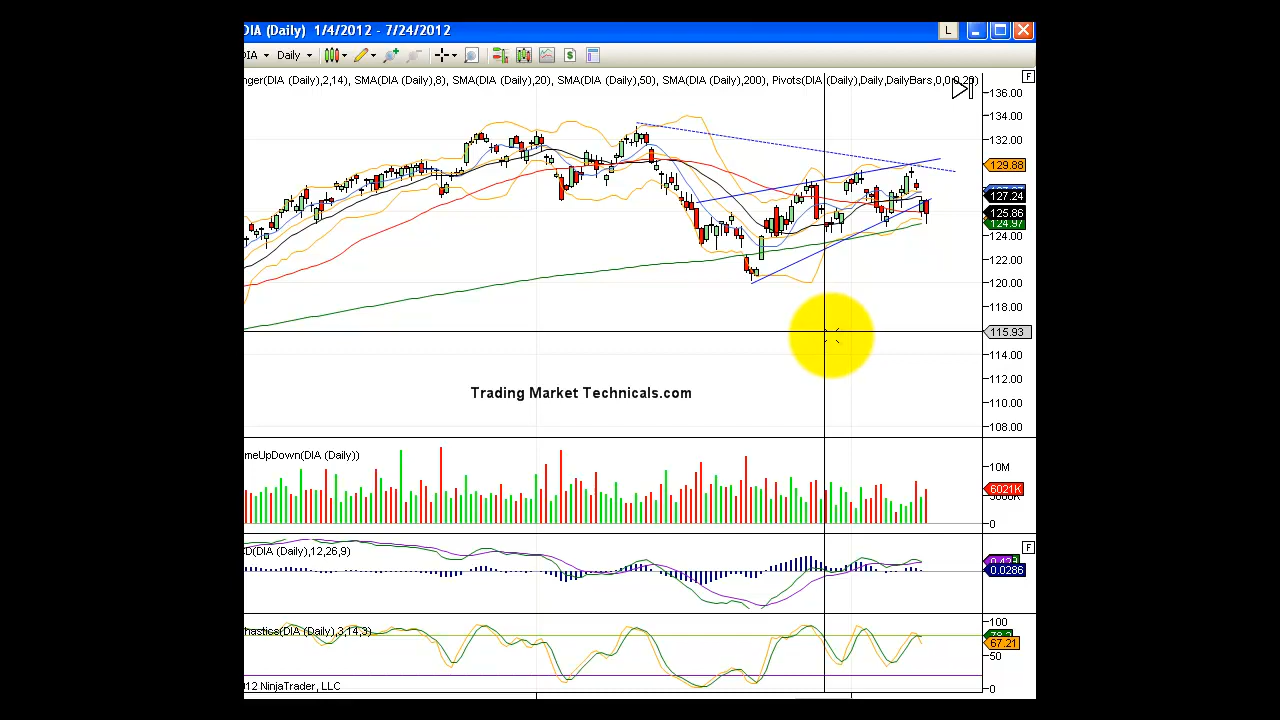 DIA (Daily) 1/4/2012 - 7/24/2012
L
DIA Daily
F
nger(DIA (Daily),2,14), SMA(DIA (Daily),8), SMA(DIA (Daily),20), SMA(DIA (Daily),50), SMA(DIA (Daily),200), Pivots(DIA (Daily),Daily,DailyBars,0
136.00
134.00
132.00
129.88
127.24
125.86
124.97
124.00
122.00
120.00
118.00
115.93
114.00
112.00
110.00
108.00
Trading Market Technicals.com
meUpDown(DIA (Daily))
10M
6021K
0
D(DIA (Daily),12,26,9)
F
0.0286
hastics(DIA (Daily),3,14,3)
100
67.21
50
0
12 NinjaTrader, LLC